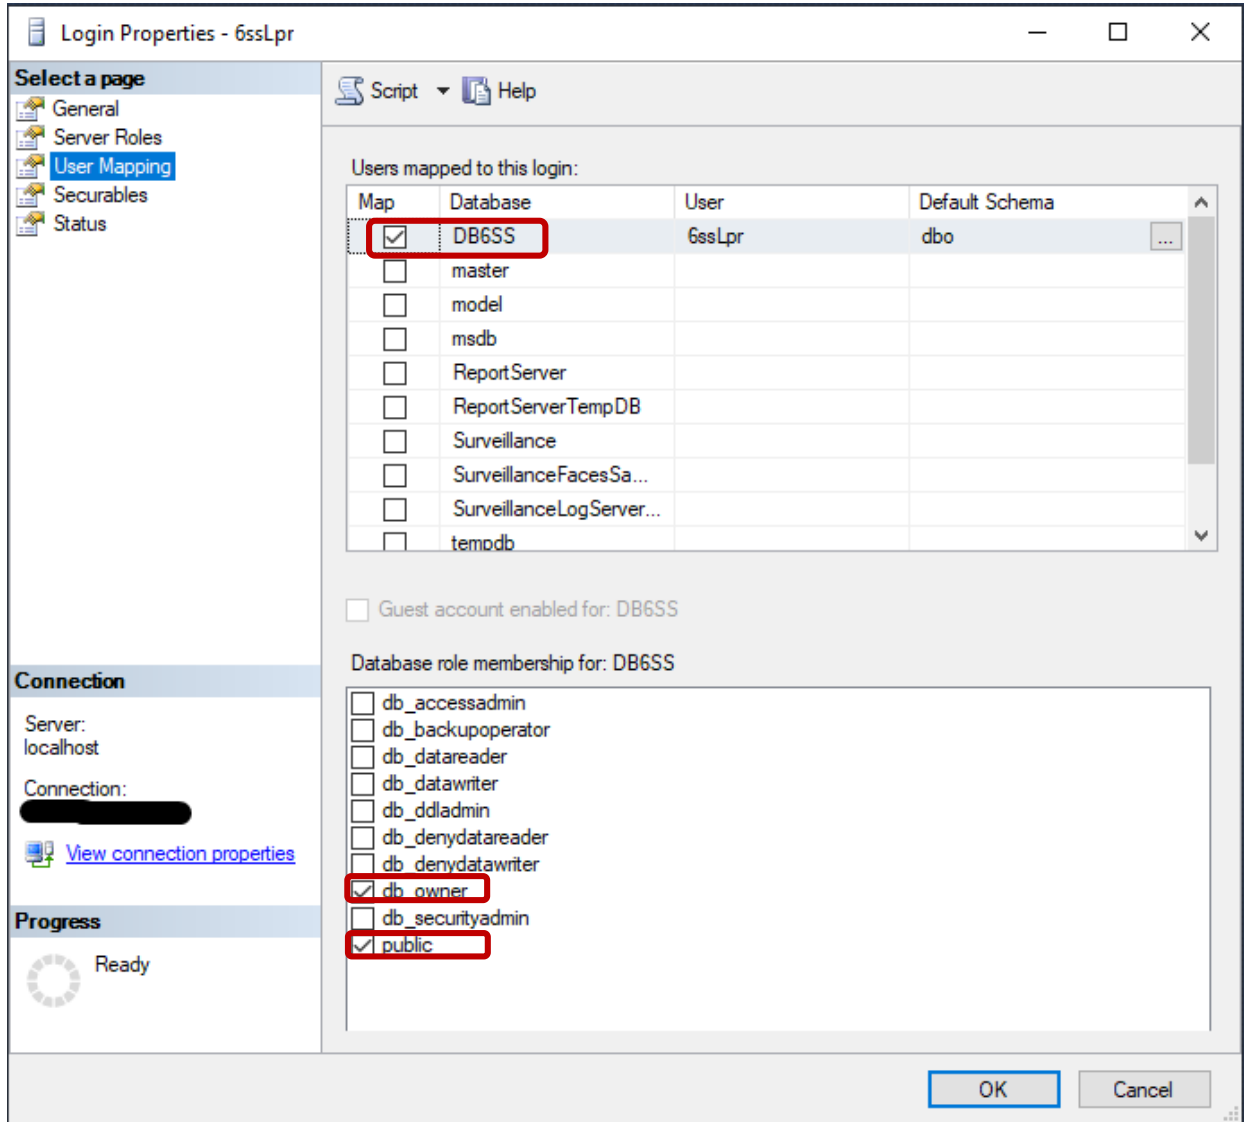 Login Properties - 6ssLpr
Select a page
General
Server Roles
User Mapping
Securables
Status
Script
Help
Users mapped to this login:
Map Database User Default Schema
DB6SS 6ssLpr dbo ...
master
model
msdb
ReportServer
ReportServerTempDB
Surveillance
SurveillanceFacesSa...
SurveillanceLogServer...
tempdb
Guest account enabled for: DB6SS
Database role membership for: DB6SS
db_accessadmin
db_backupoperator
db_datareader
db_datawriter
db_ddladmin
db_denydatareader
db_denydatawriter
db_owner
db_securityadmin
public
Connection
Server:
localhost
Connection:
View connection properties
Progress
Ready
OK
Cancel